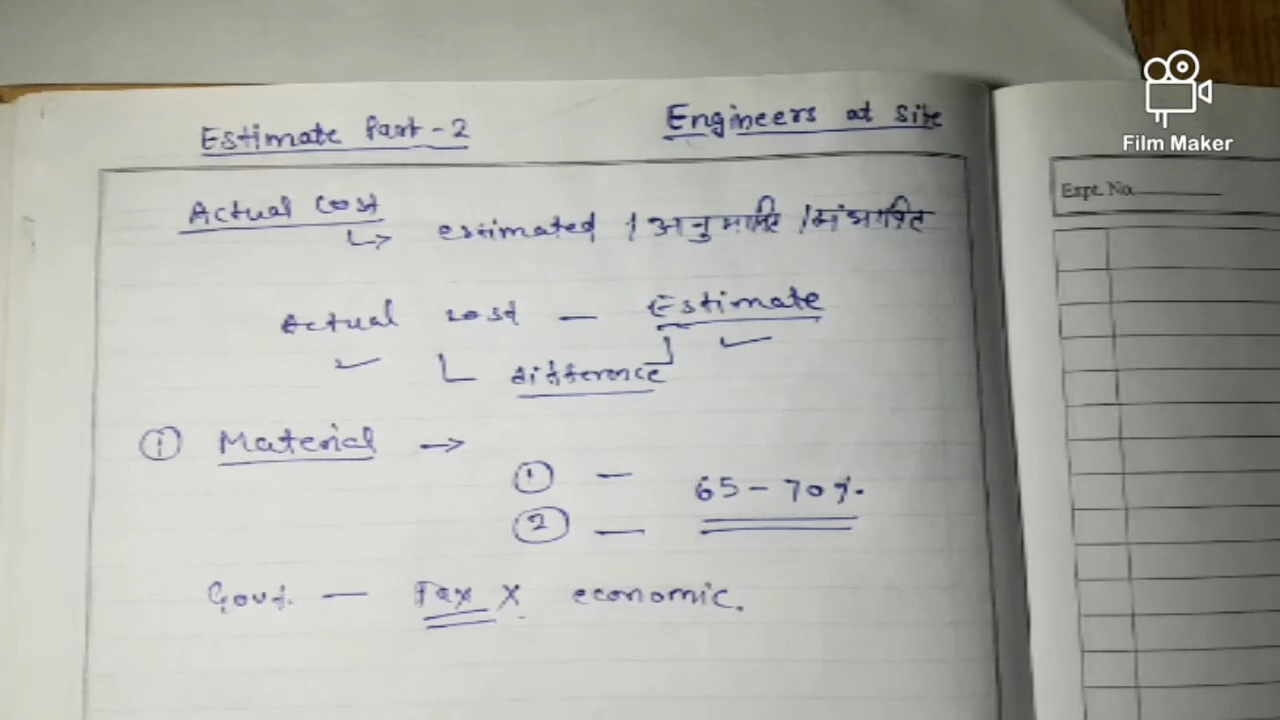 Estimate Part - 2
Engineers at Site
Film Maker
Expt. No.
Actual Cost
↳ estimated / अनुमानित / संभावित
Actual cost — Estimate
difference
① Material →
① —
65 - 70%.
② —
Govt. — Tax X economic.